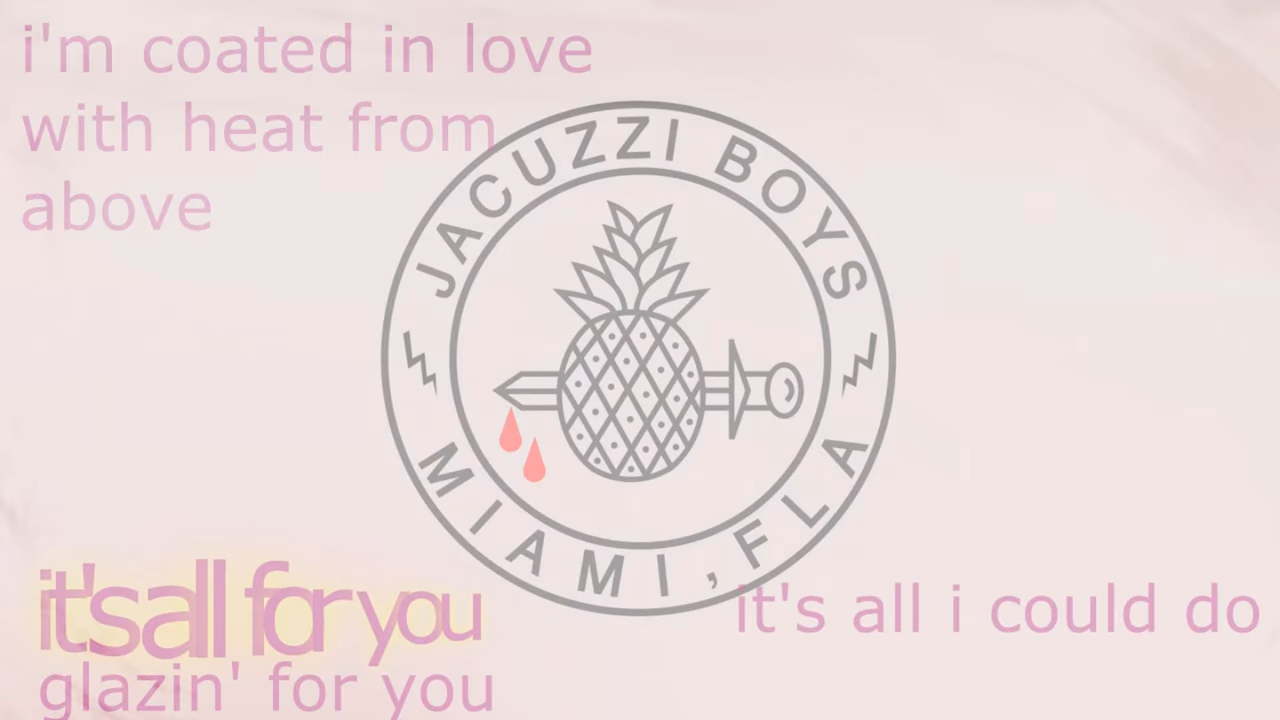 i'm coated in love
with heat from
above
JACUZZI BOYS
MIAMI, FLA
it's all for you
it's all i could do
glazin' for you